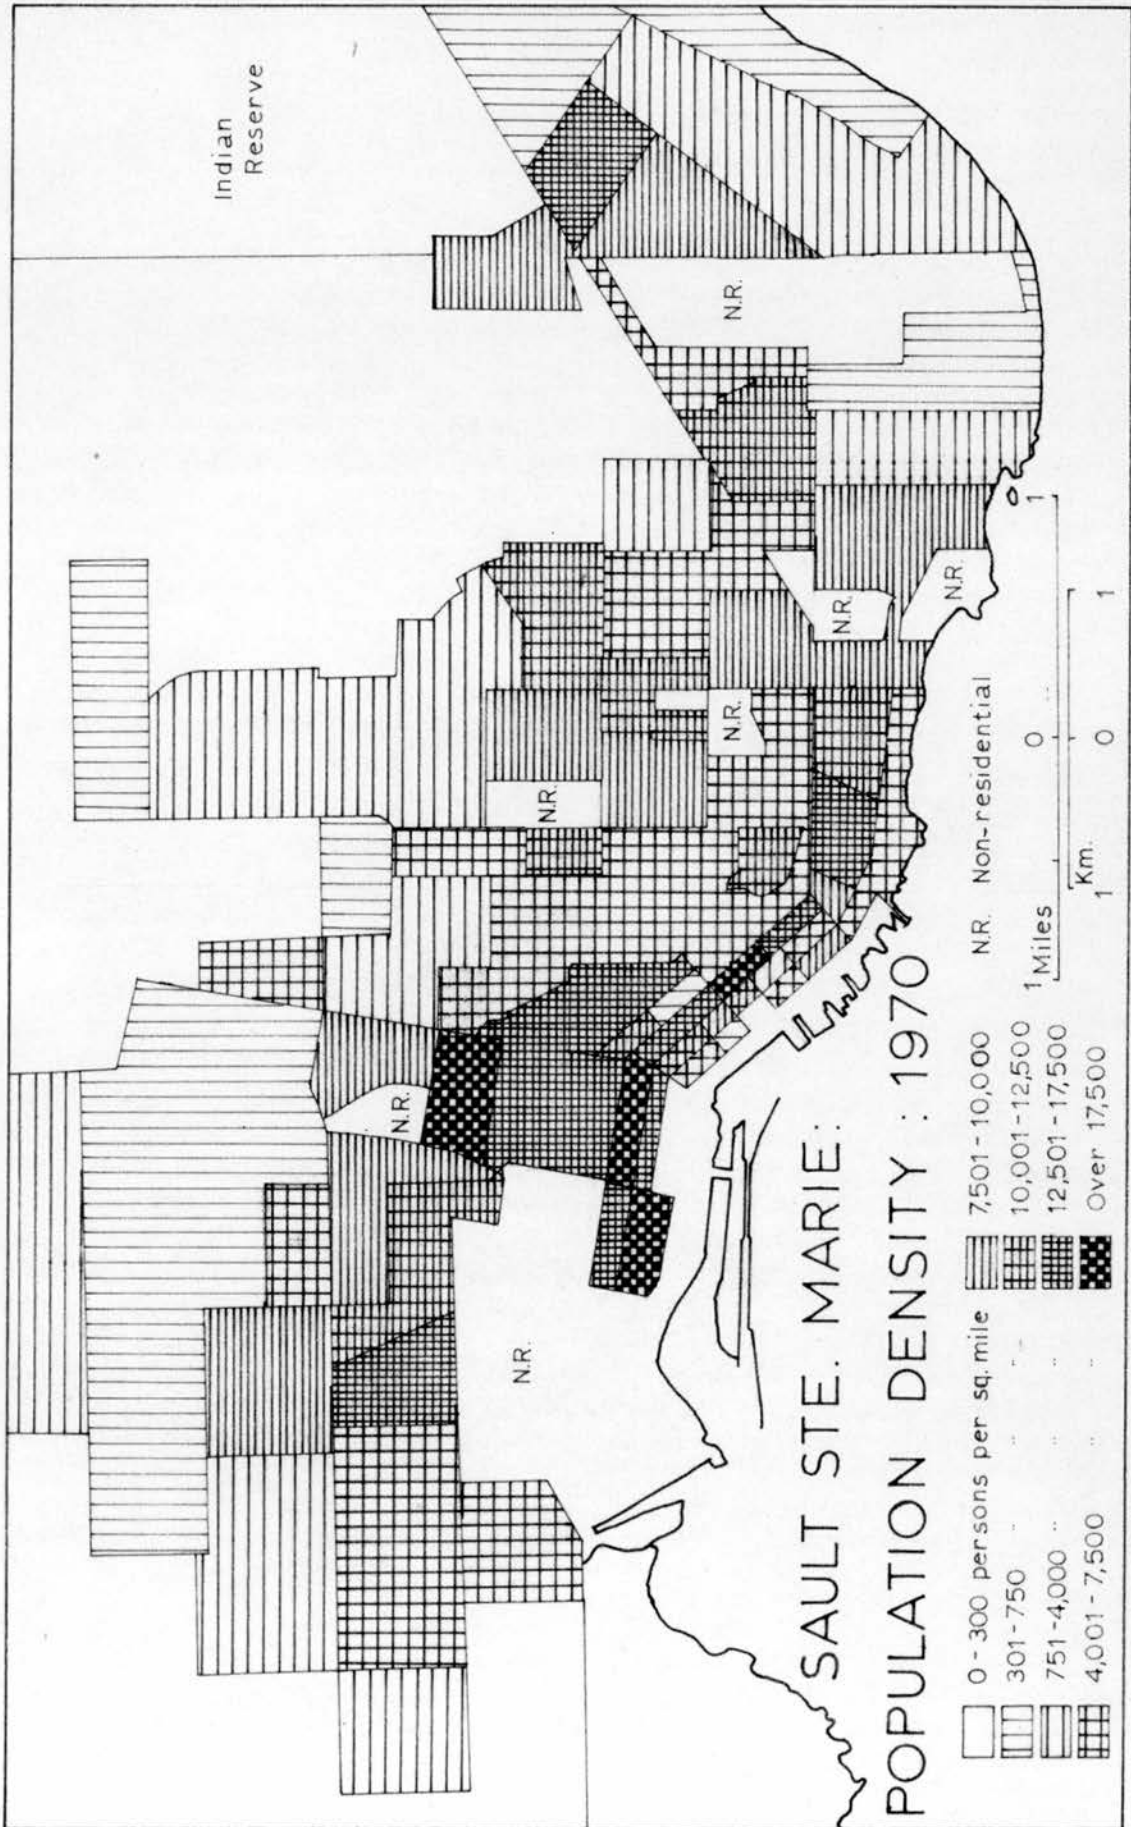 Indian
Reserve
N.R.
N.R.
N.R.
N.R.
N.R.
N.R.
N.R.
SAULT STE. MARIE:
POPULATION DENSITY : 1970
0 - 300 persons per sq. mile
301 - 750 .. .. ..
751 - 4,000 .. .. ..
4,001 - 7,500 .. ..
7,501 - 10,000
10,001 - 12,500
12,501 - 17,500
Over 17,500
N.R. Non-residential
1 Miles 0 1
1 Km. 0 1